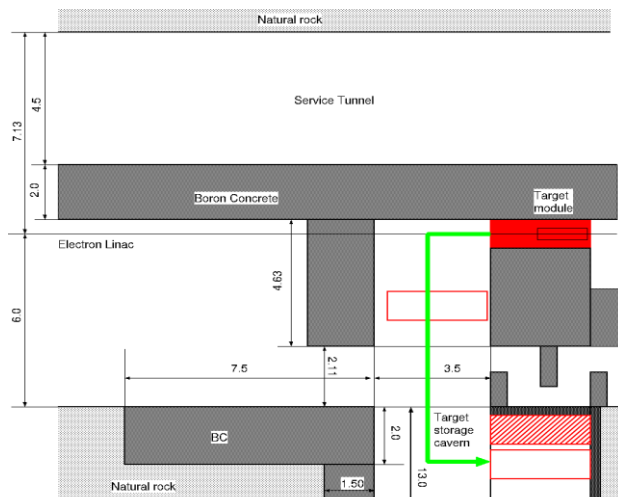 Natural rock
4.5
Service Tunnel
7.13
2.0
Boron Concrete
Target
module
Electron Linac
4.63
6.0
2.11
7.5
3.5
BC
2.0
Target
storage
cavern
13.0
1.50
Natural rock